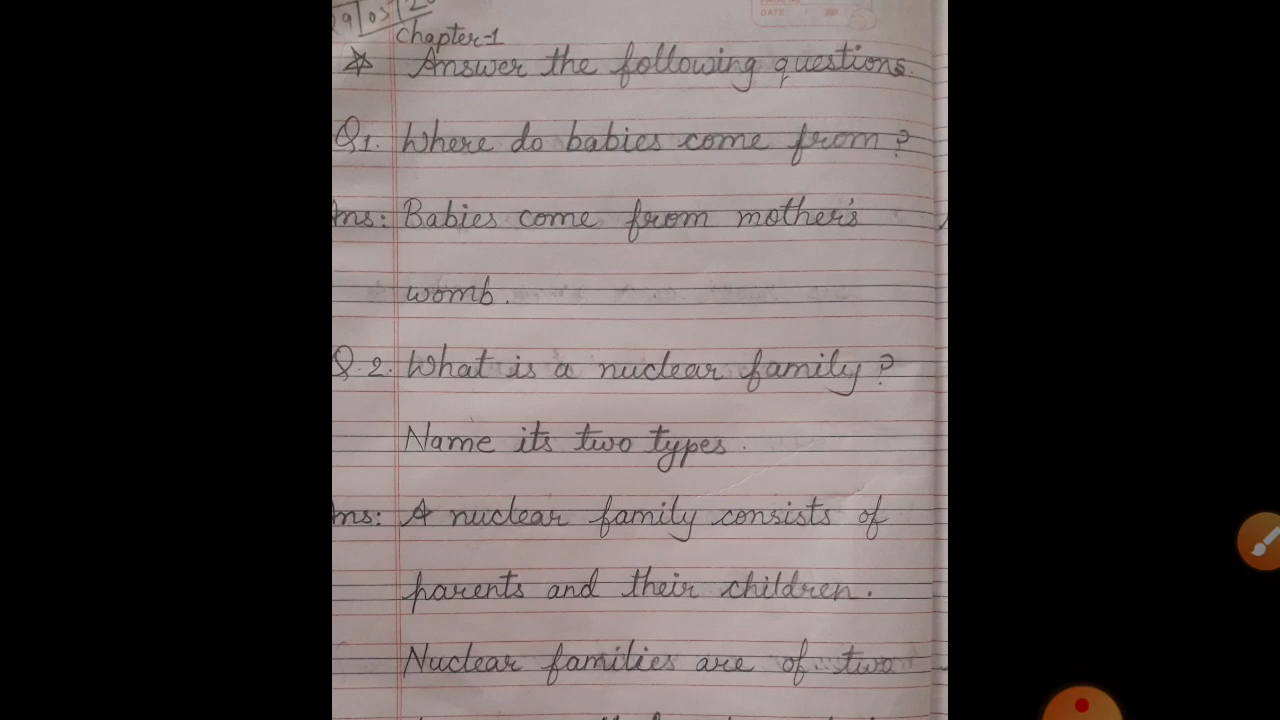 Chapter-1
Answer the following questions.
Q1. Where do babies come from?
Ans: Babies come from mother's
womb.
Q.2. What is a nuclear family?
Name its two types.
Ans: A nuclear family consists of
parents and their children.
Nuclear families are of two